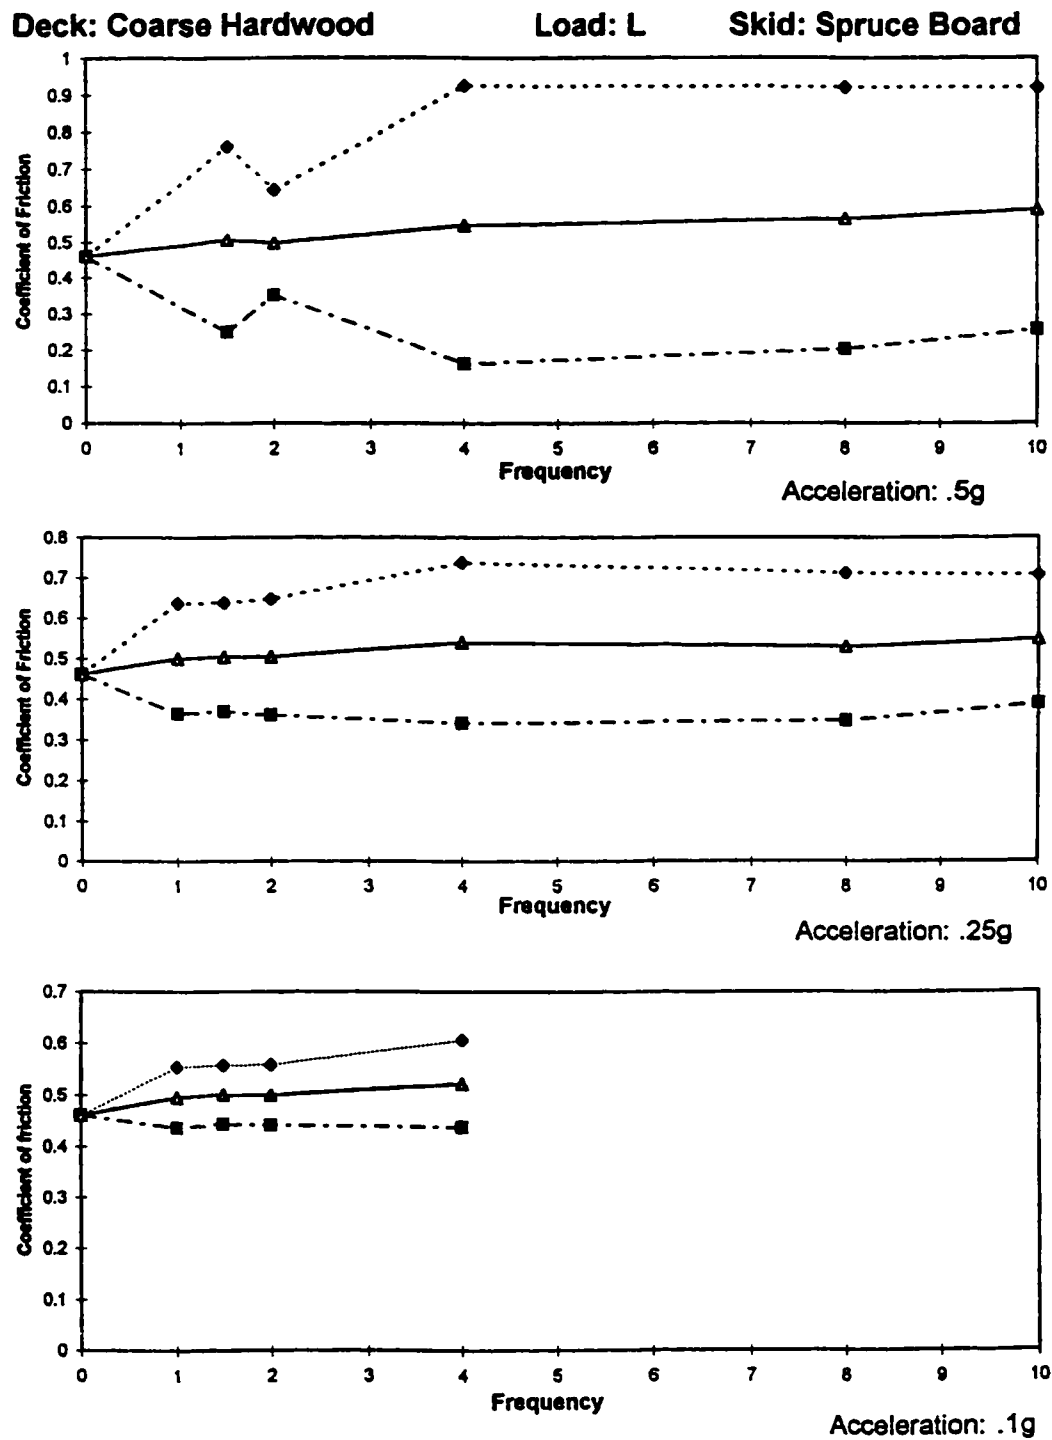 Deck: Coarse Hardwood Load: L Skid: Spruce Board
1
0.9
0.8
0.7
0.6
0.5
0.4
0.3
0.2
0.1
0
Coefficient of Friction
0 1 2 3 4 5 6 7 8 9 10
Frequency
Acceleration: .5g
0.8
0.7
0.6
0.5
0.4
0.3
0.2
0.1
0
Coefficient of Friction
0 1 2 3 4 5 6 7 8 9 10
Frequency
Acceleration: .25g
0.7
0.6
0.5
0.4
0.3
0.2
0.1
0
Coefficient of friction
0 1 2 3 4 5 6 7 8 9 10
Frequency
Acceleration: .1g